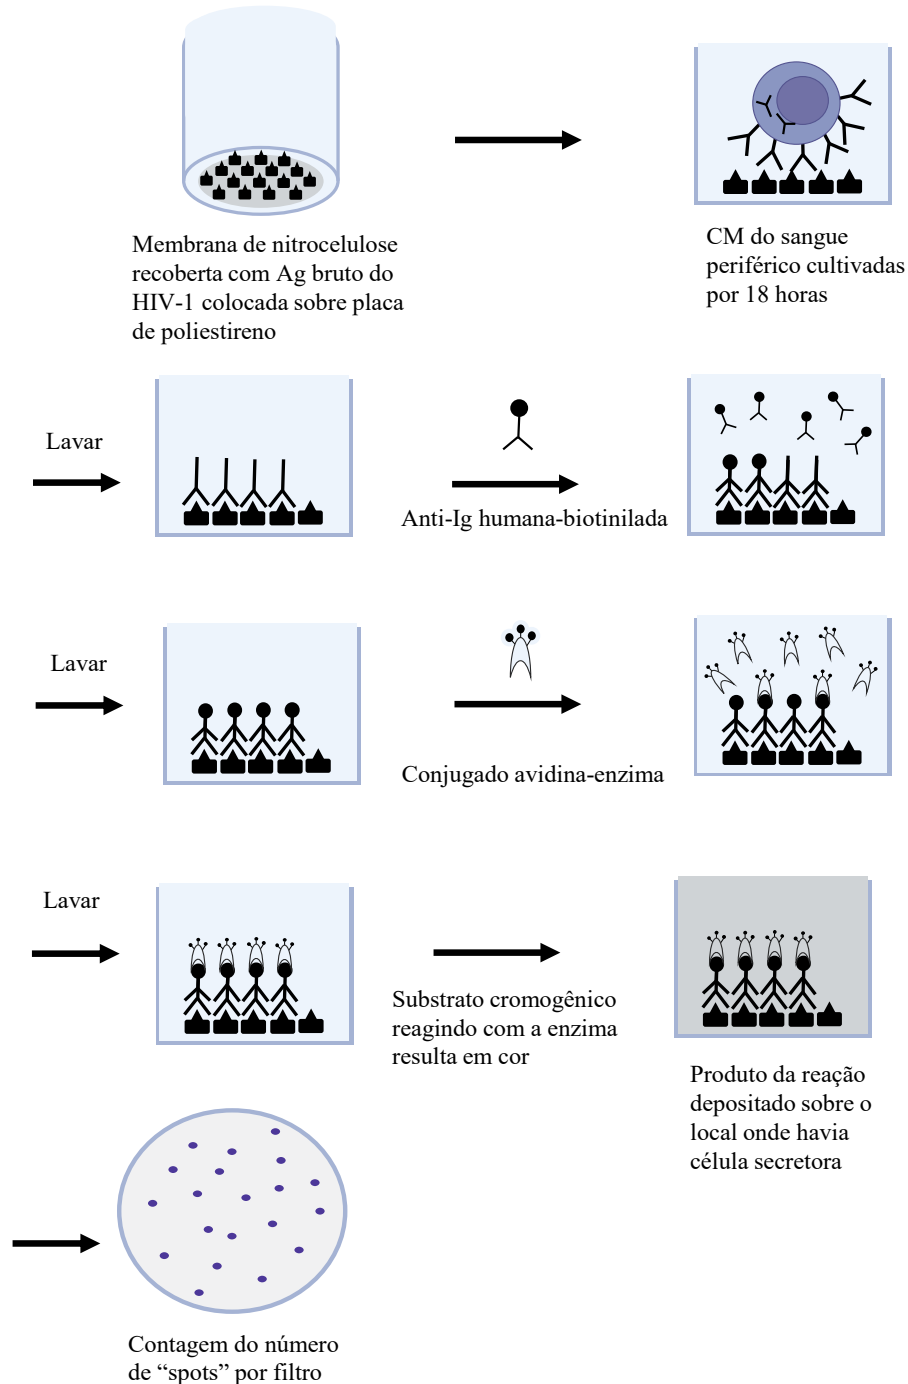 Membrana de nitrocelulose
recoberta com Ag bruto do
HIV-1 colocada sobre placa
de poliestireno
CM do sangue
periférico cultivadas
por 18 horas
Lavar
Anti-Ig humana-biotinilada
Lavar
Conjugado avidina-enzima
Lavar
Substrato cromogênico
reagindo com a enzima
resulta em cor
Produto da reação
depositado sobre o
local onde havia
célula secretora
Contagem do número
de “spots” por filtro